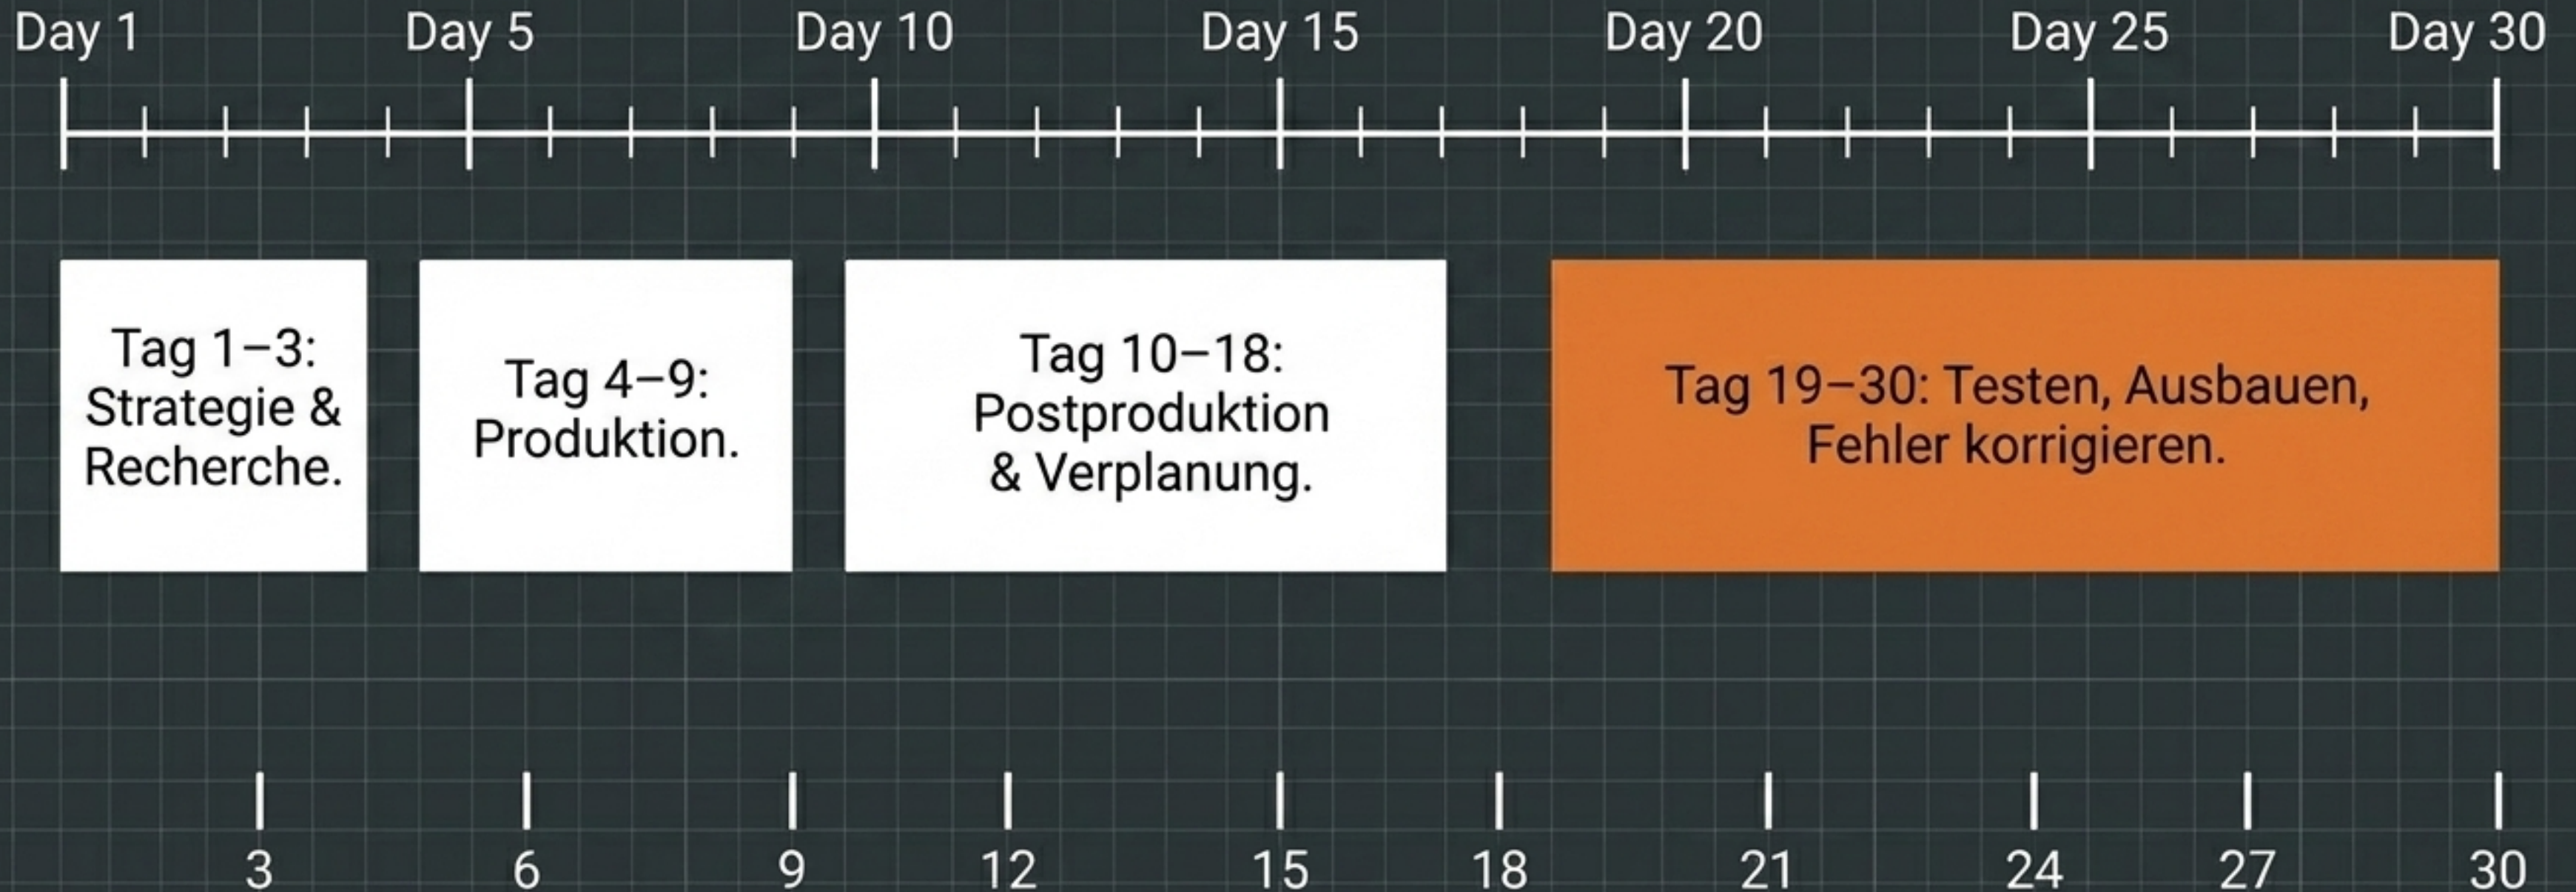 Day 1 Day 5 Day 10 Day 15 Day 20 Day 25 Day 30
Tag 1–3:
Strategie &
Recherche.
Tag 4–9:
Produktion.
Tag 10–18:
Postproduktion
& Verplanung.
Tag 19–30: Testen, Ausbauen,
Fehler korrigieren.
3 6 9 12 15 18 21 24 27 30